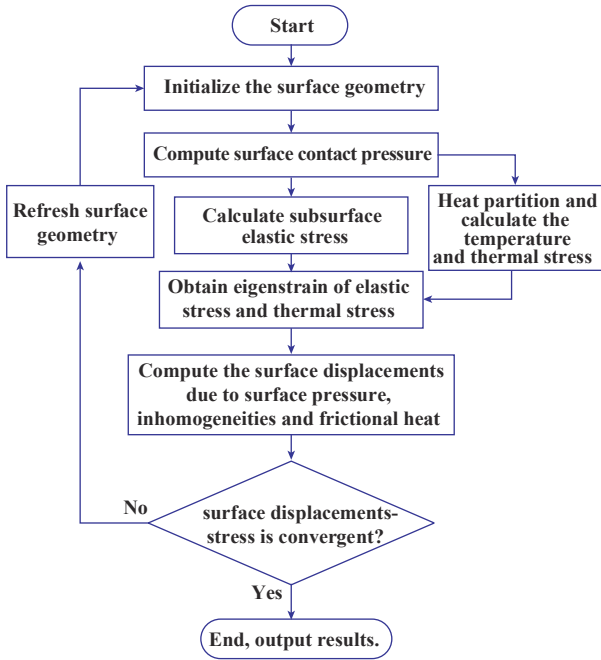 Start
Initialize the surface geometry
Compute surface contact pressure
Refresh surface
geometry
Calculate subsurface
elastic stress
Heat partition and
calculate the
temperature
and thermal stress
Obtain eigenstrain of elastic
stress and thermal stress
Compute the surface displacements
due to surface pressure,
inhomogeneities and frictional heat
No
surface displacements-
stress is convergent?
Yes
End, output results.